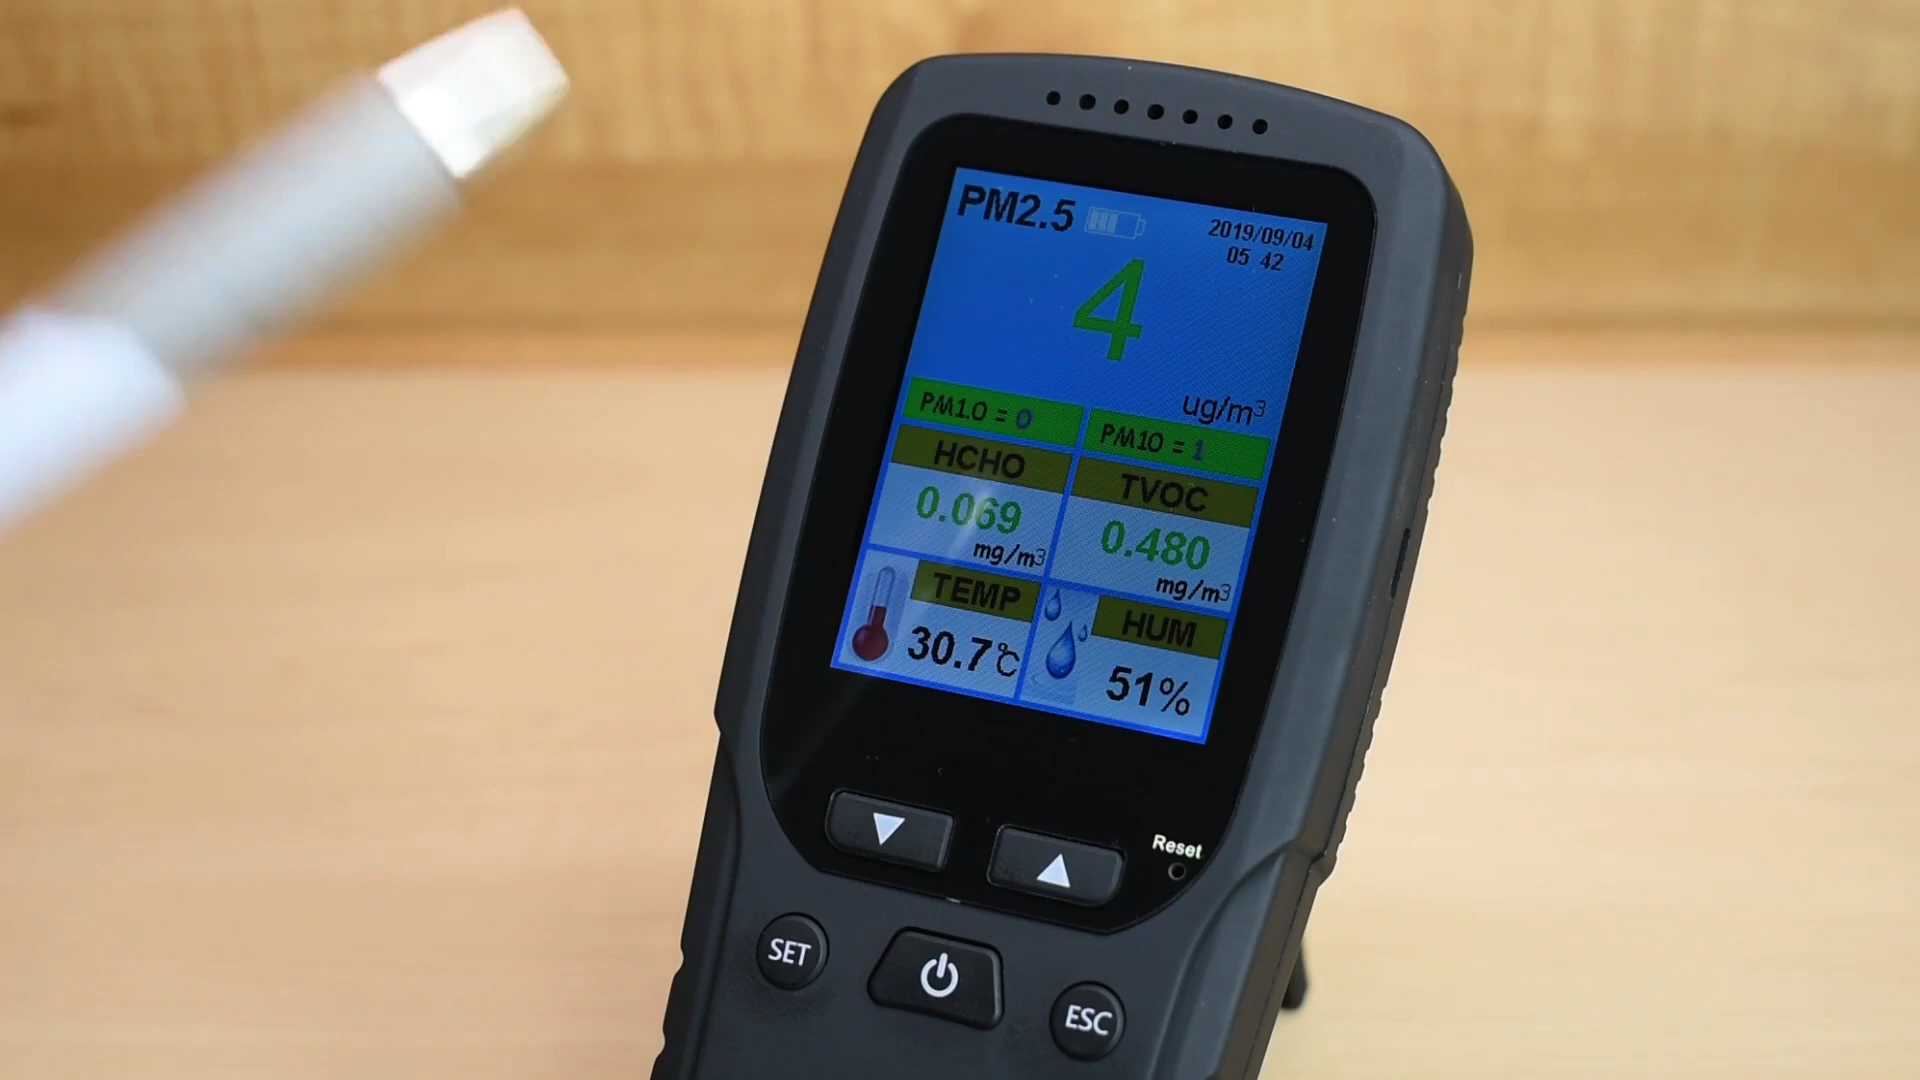 PM2.5
2019/09/04
05 42
4
ug/m³
PM1.0 = 0
PM10 = 1
HCHO
TVOC
0.069
0.480
mg/m³
mg/m³
TEMP
HUM
30.7℃
51%
Reset
SET
ESC